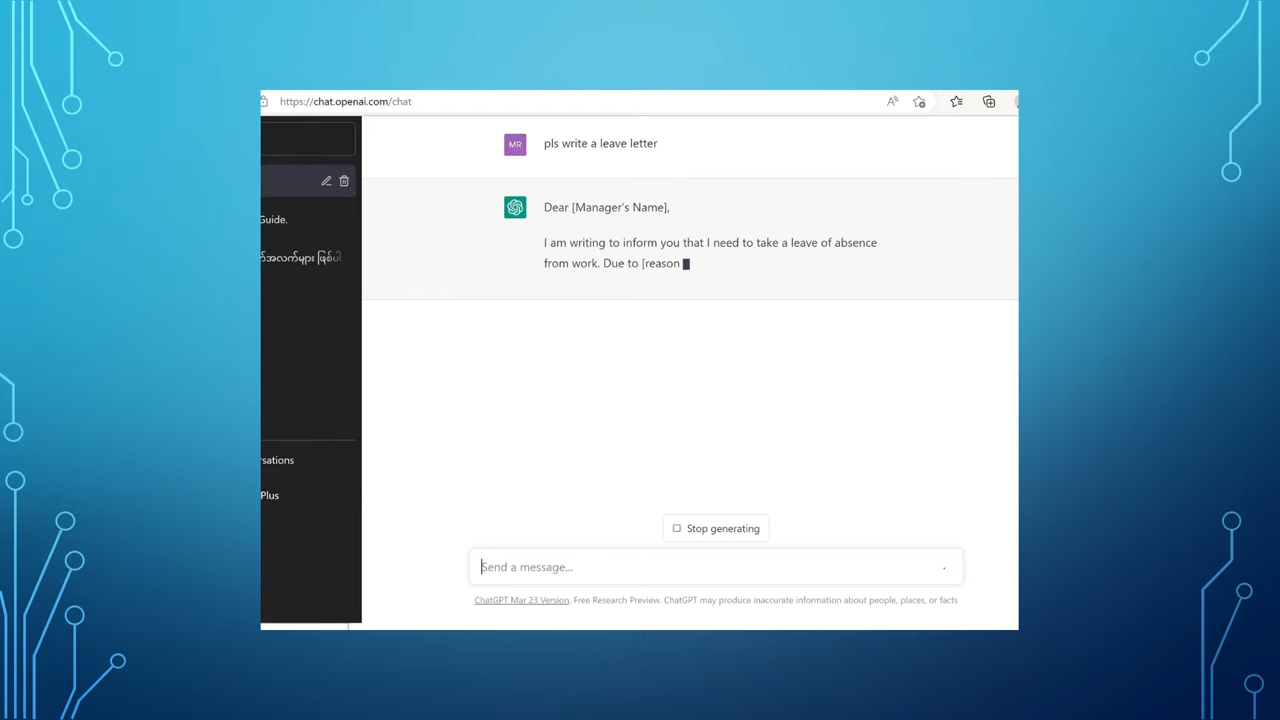 https://chat.openai.com/chat
MR
pls write a leave letter
Guide.
Dear [Manager's Name],
I am writing to inform you that I need to take a leave of absence
from work. Due to [reason
sations
Plus
Stop generating
Send a message...
ChatGPT Mar 23 Version. Free Research Preview. ChatGPT may produce inaccurate information about people, places, or facts